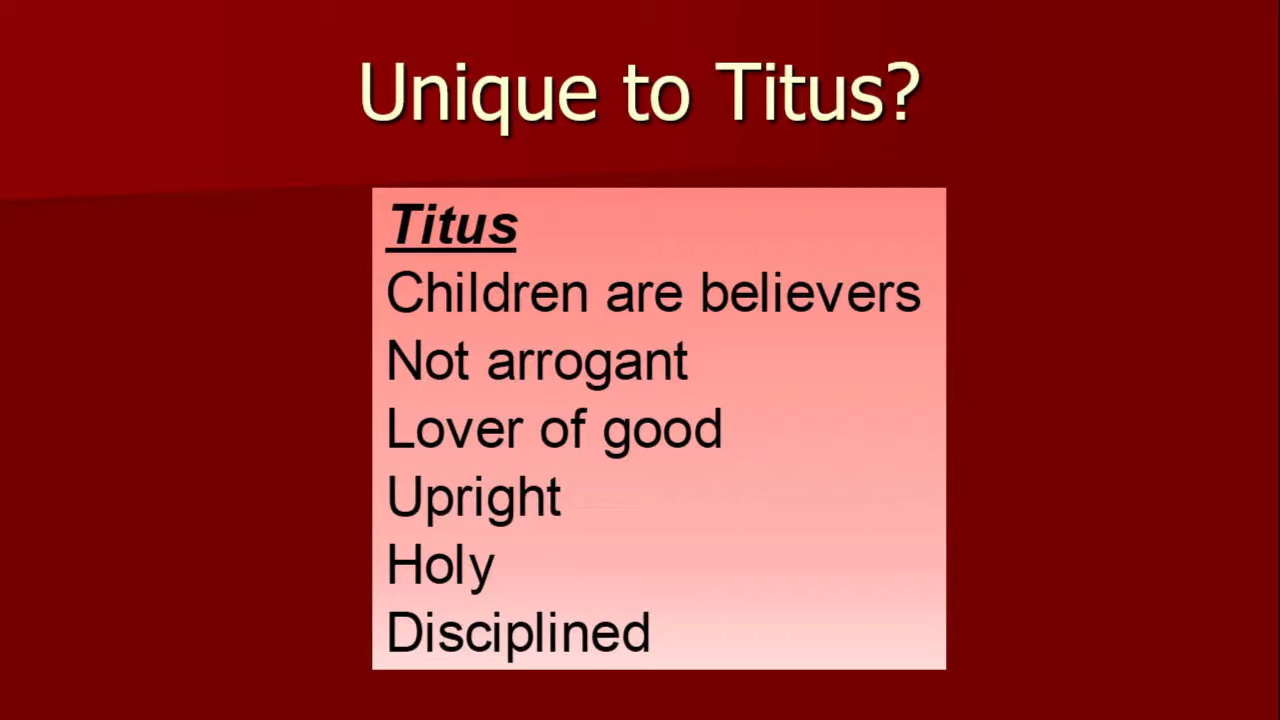 Unique to Titus?
Titus
Children are believers
Not arrogant
Lover of good
Upright
Holy
Disciplined